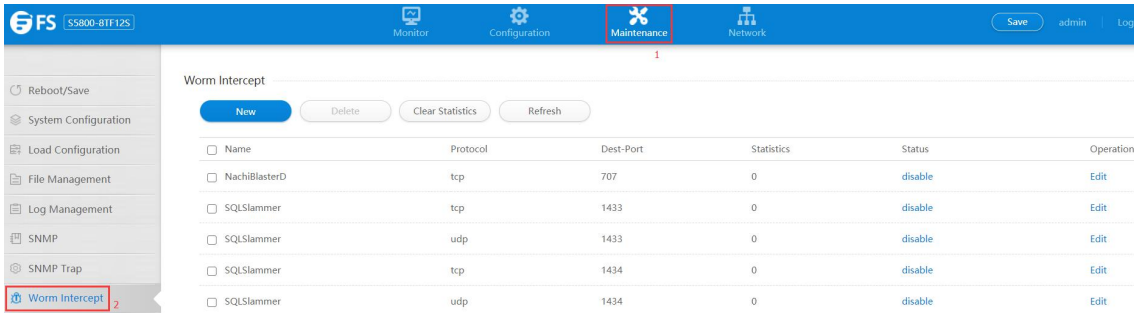 FS S5800-8TF12S
Monitor Configuration Maintenance Network Save admin Log
1
Worm Intercept
Reboot/Save
New Delete Clear Statistics Refresh
System Configuration
Load Configuration
Name Protocol Dest-Port Statistics Status Operation
File Management
NachiBlasterD tcp 707 0 disable Edit
Log Management
SQLSlammer tcp 1433 0 disable Edit
SNMP
SQLSlammer udp 1433 0 disable Edit
SNMP Trap
SQLSlammer tcp 1434 0 disable Edit
Worm Intercept 2
SQLSlammer udp 1434 0 disable Edit